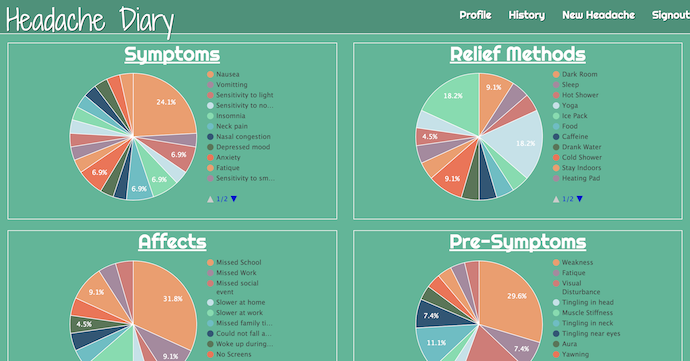 Headache Diary
Profile History New Headache Signout
Symptoms
24.1%
6.9%
6.9%
6.9%
6.9%
Nausea
Vomitting
Sensitivity to light
Sensitivity to no...
Insomnia
Neck pain
Nasal congestion
Depressed mood
Anxiety
Fatique
Sensitivity to sm...
1/2
Relief Methods
9.1%
18.2%
18.2%
4.5%
9.1%
Dark Room
Sleep
Hot Shower
Yoga
Ice Pack
Food
Caffeine
Drank Water
Cold Shower
Stay Indoors
Heating Pad
1/2
Affects
31.8%
9.1%
4.5%
9.1%
Missed School
Missed Work
Missed social
event
Slower at home
Slower at work
Missed family ti...
Could not fall a...
Woke up during...
No Screens
Pre-Symptoms
29.6%
7.4%
11.1%
7.4%
Weakness
Fatique
Visual
Disturbance
Tingling in head
Muscle Stiffness
Tingling in neck
Tingling near eyes
Aura
Yawning